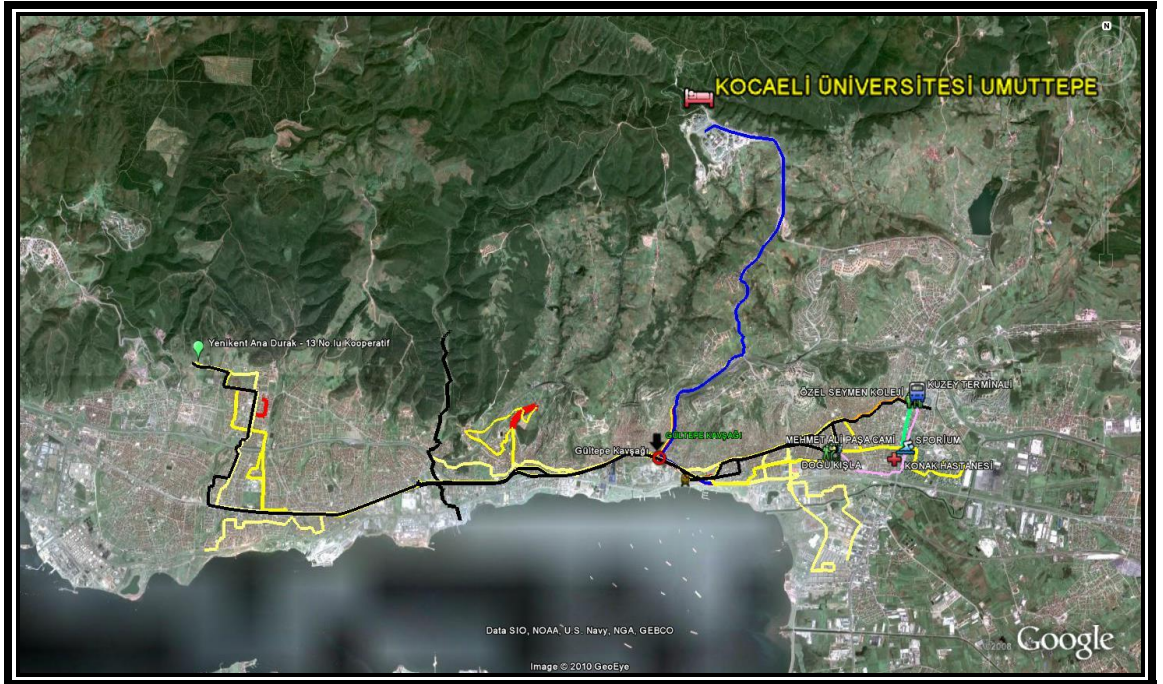 N
KOCAELİ ÜNİVERSİTESİ UMUTTEPE
Yenikent Ana Durak - 13 No.lu Kooperatif
KUZEY TERMİNALİ
ÖZEL SEYMEN KOLEJİ
GÜLTEPE KAVŞAĞI
MEHMET ALİ PAŞA CAMİ
SPORİUM
Gültepe Kavşağı
DOĞU KIŞLA
KONAK HASTANESİ
Data SIO, NOAA, U.S. Navy, NGA, GEBCO
©2008 Google
Image © 2010 GeoEye